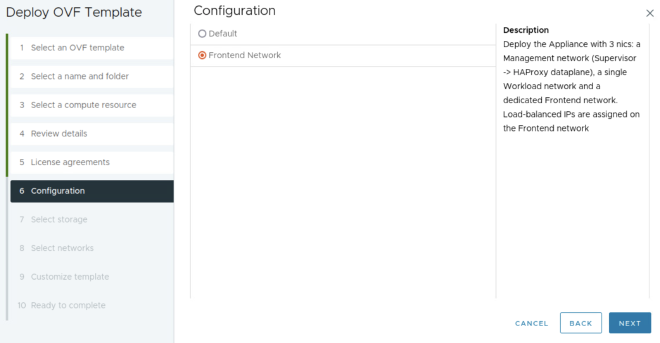 Deploy OVF Template
1 Select an OVF template
2 Select a name and folder
3 Select a compute resource
4 Review details
5 License agreements
6 Configuration
7 Select storage
8 Select networks
9 Customize template
10 Ready to complete
Configuration
Default
Frontend Network
Description
Deploy the Appliance with 3 nics: a
Management network (Supervisor
-> HAProxy dataplane), a single
Workload network and a
dedicated Frontend network.
Load-balanced IPs are assigned on
the Frontend network
CANCEL
BACK
NEXT